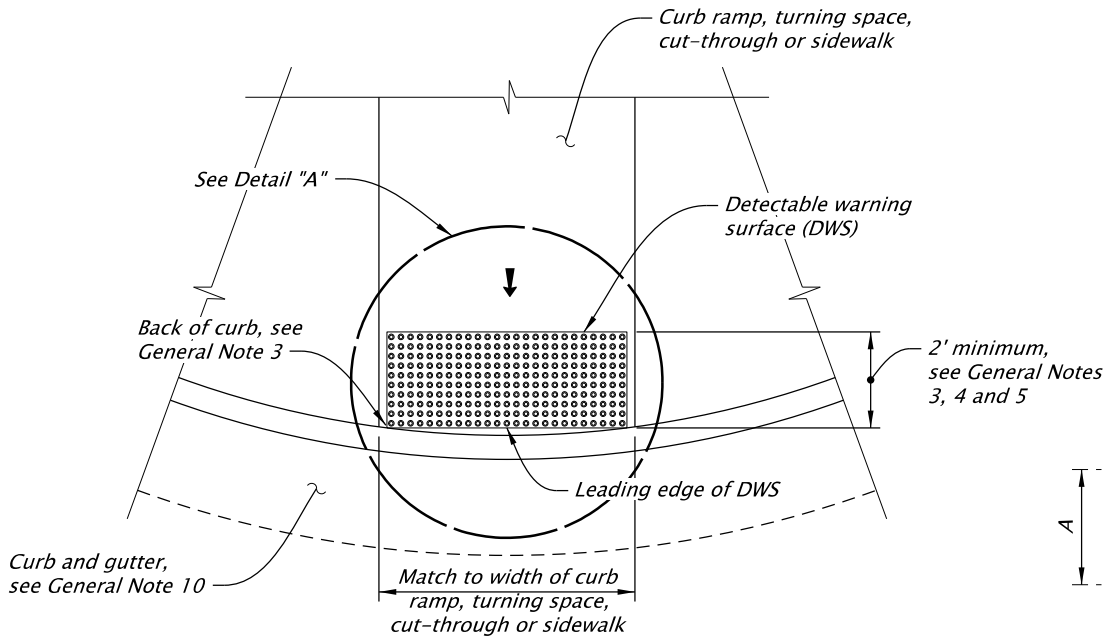 Curb ramp, turning space,
cut-through or sidewalk
See Detail "A"
Detectable warning
surface (DWS)
Back of curb, see
General Note 3
2' minimum,
see General Notes
3, 4 and 5
Leading edge of DWS
A
Curb and gutter,
see General Note 10
Match to width of curb
ramp, turning space,
cut-through or sidewalk